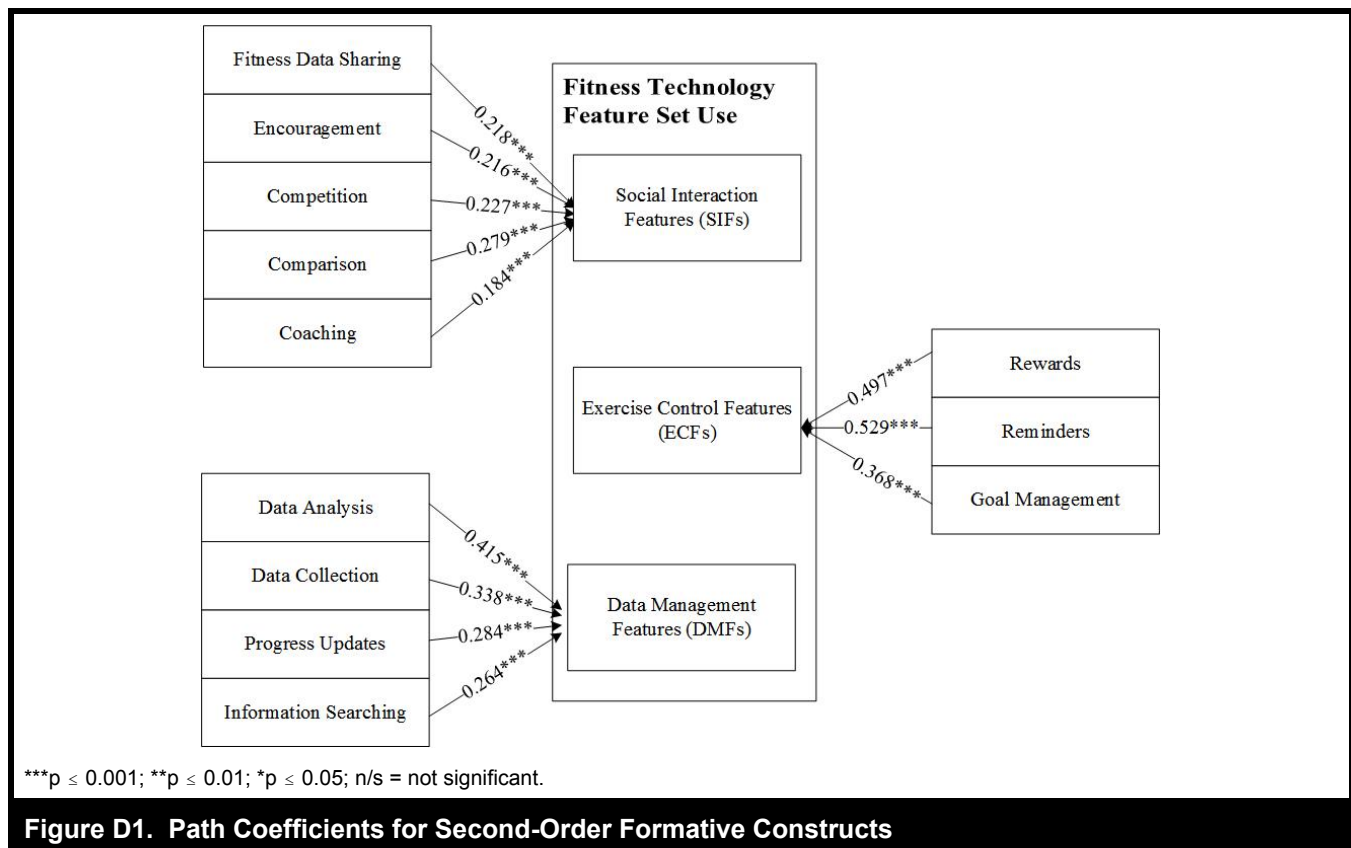 Fitness Data Sharing
Encouragement
Competition
Comparison
Coaching
0.218***
0.216***
0.227***
0.279***
0.184***
Fitness Technology
Feature Set Use
Social Interaction
Features (SIFs)
Exercise Control Features
(ECFs)
0.497***
0.529***
0.368***
Rewards
Reminders
Goal Management
Data Analysis
Data Collection
Progress Updates
Information Searching
0.415***
0.338***
0.284***
0.264***
Data Management
Features (DMFs)
***p ≤ 0.001; **p ≤ 0.01; *p ≤ 0.05; n/s = not significant.
Figure D1. Path Coefficients for Second-Order Formative Constructs